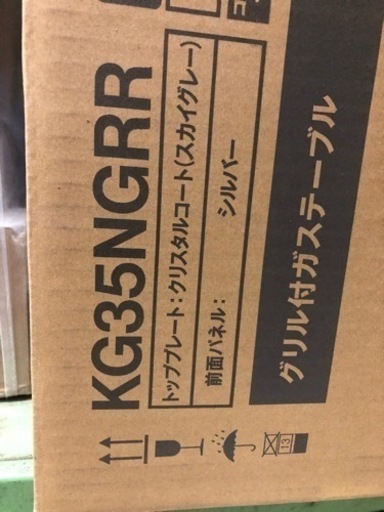 KG35NGRR
トッププレート：クリスタルコート(スカイグレー)
前面パネル： シルバー
グリル付ガステーブル
13